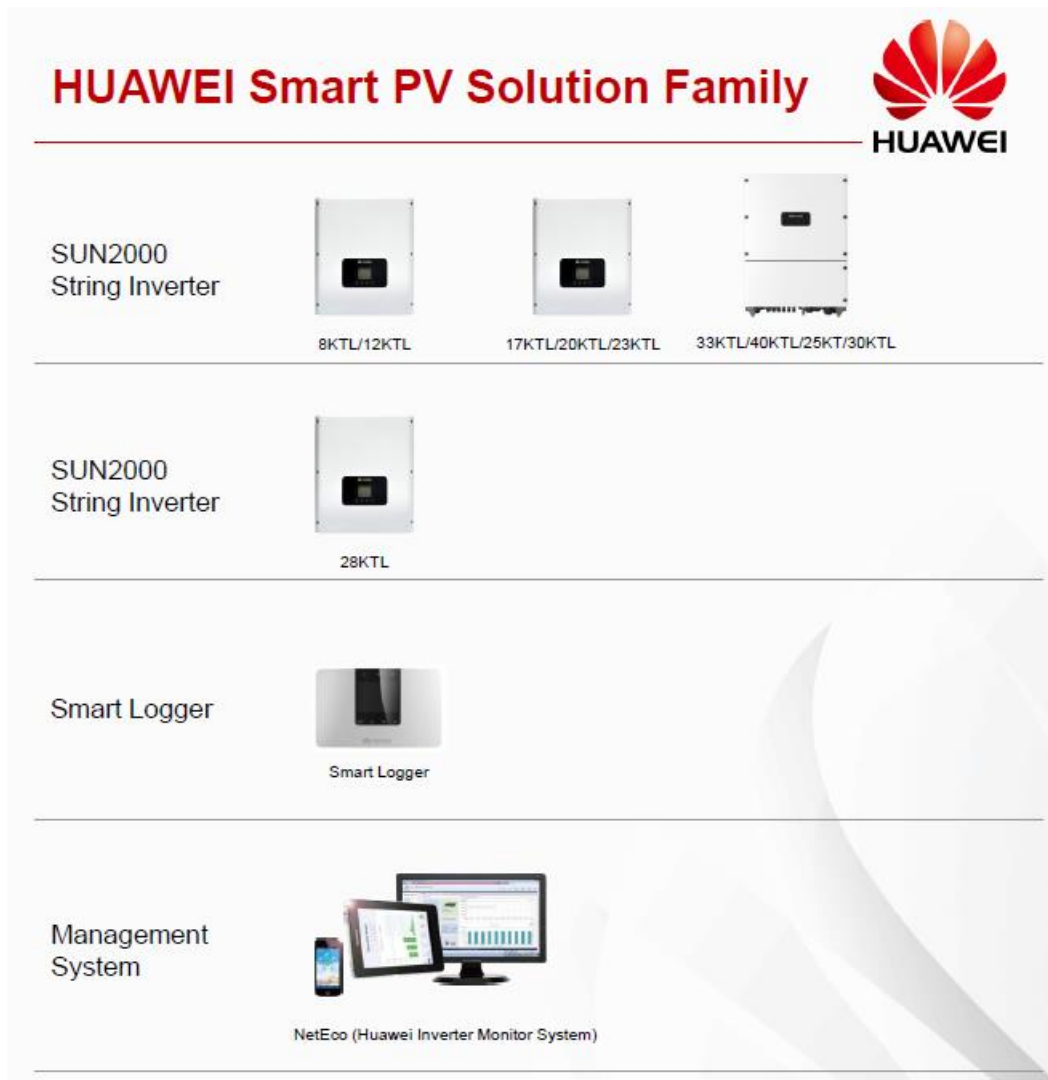 HUAWEI Smart PV Solution Family
HUAWEI
SUN2000
String Inverter
8KTL/12KTL
17KTL/20KTL/23KTL
33KTL/40KTL/25KT/30KTL
SUN2000
String Inverter
28KTL
Smart Logger
Smart Logger
Management
System
NetEco (Huawei Inverter Monitor System)